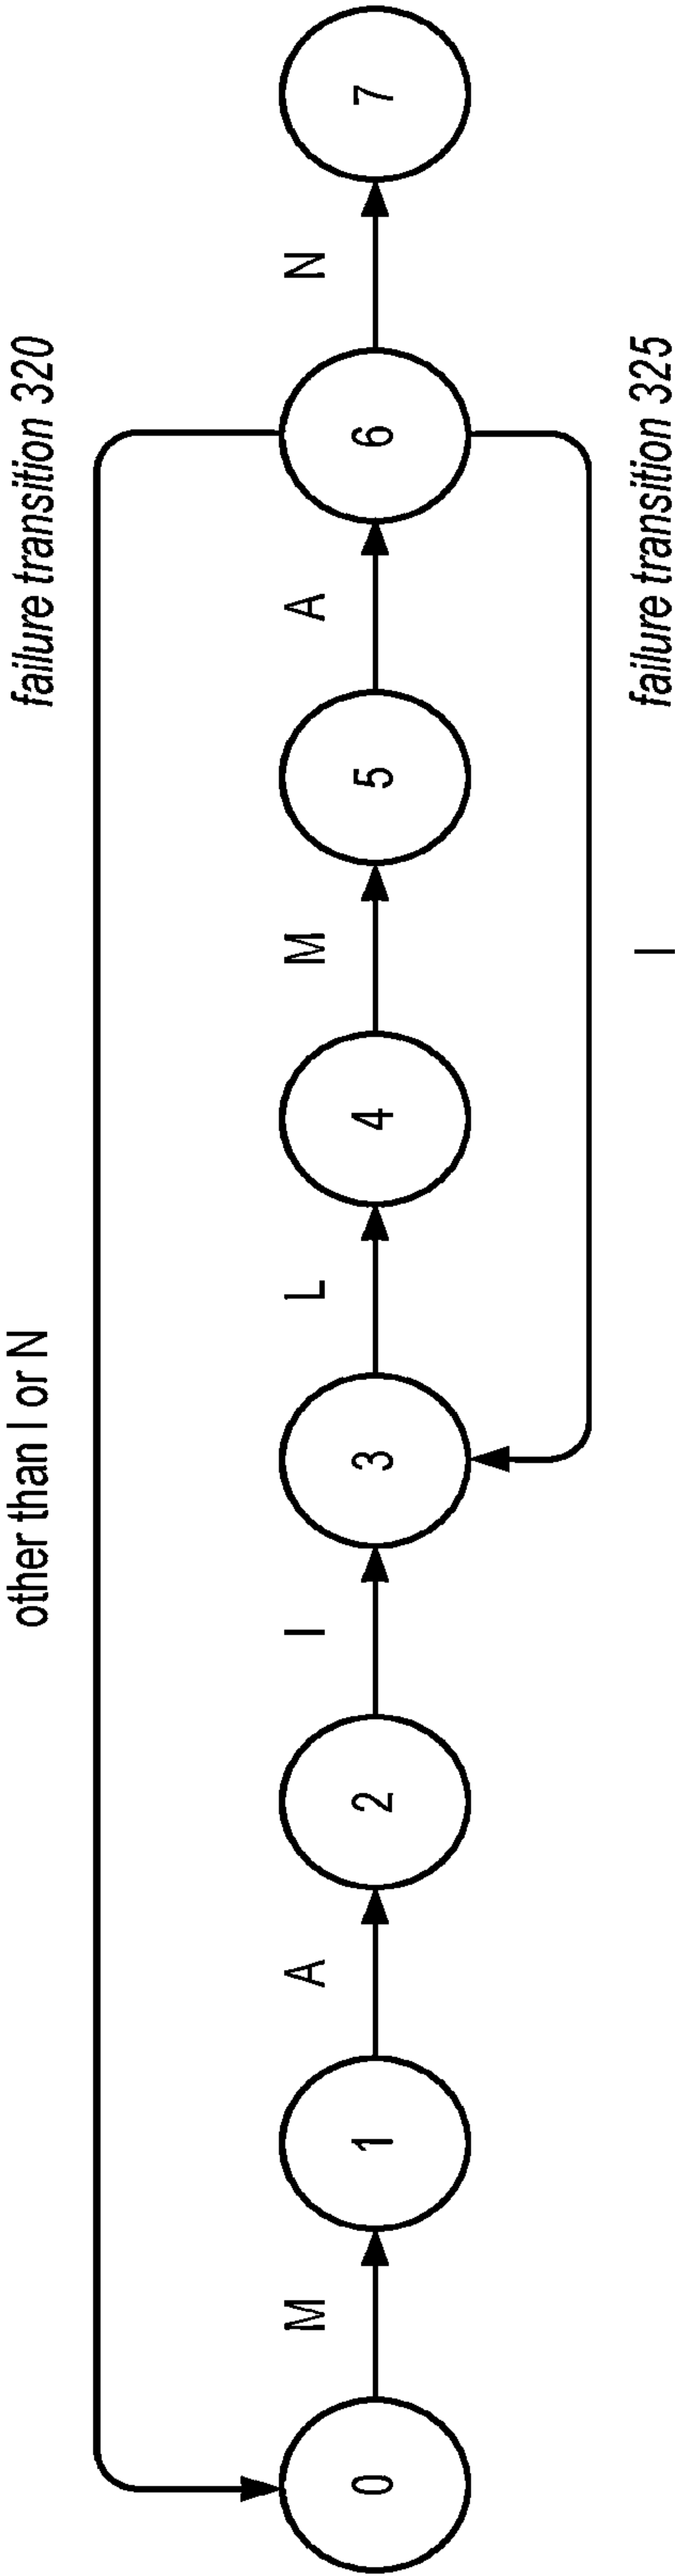 failure transition 320
other than I or N
M
A
I
L
M
A
N
0
1
2
3
4
5
6
7
I
failure transition 325